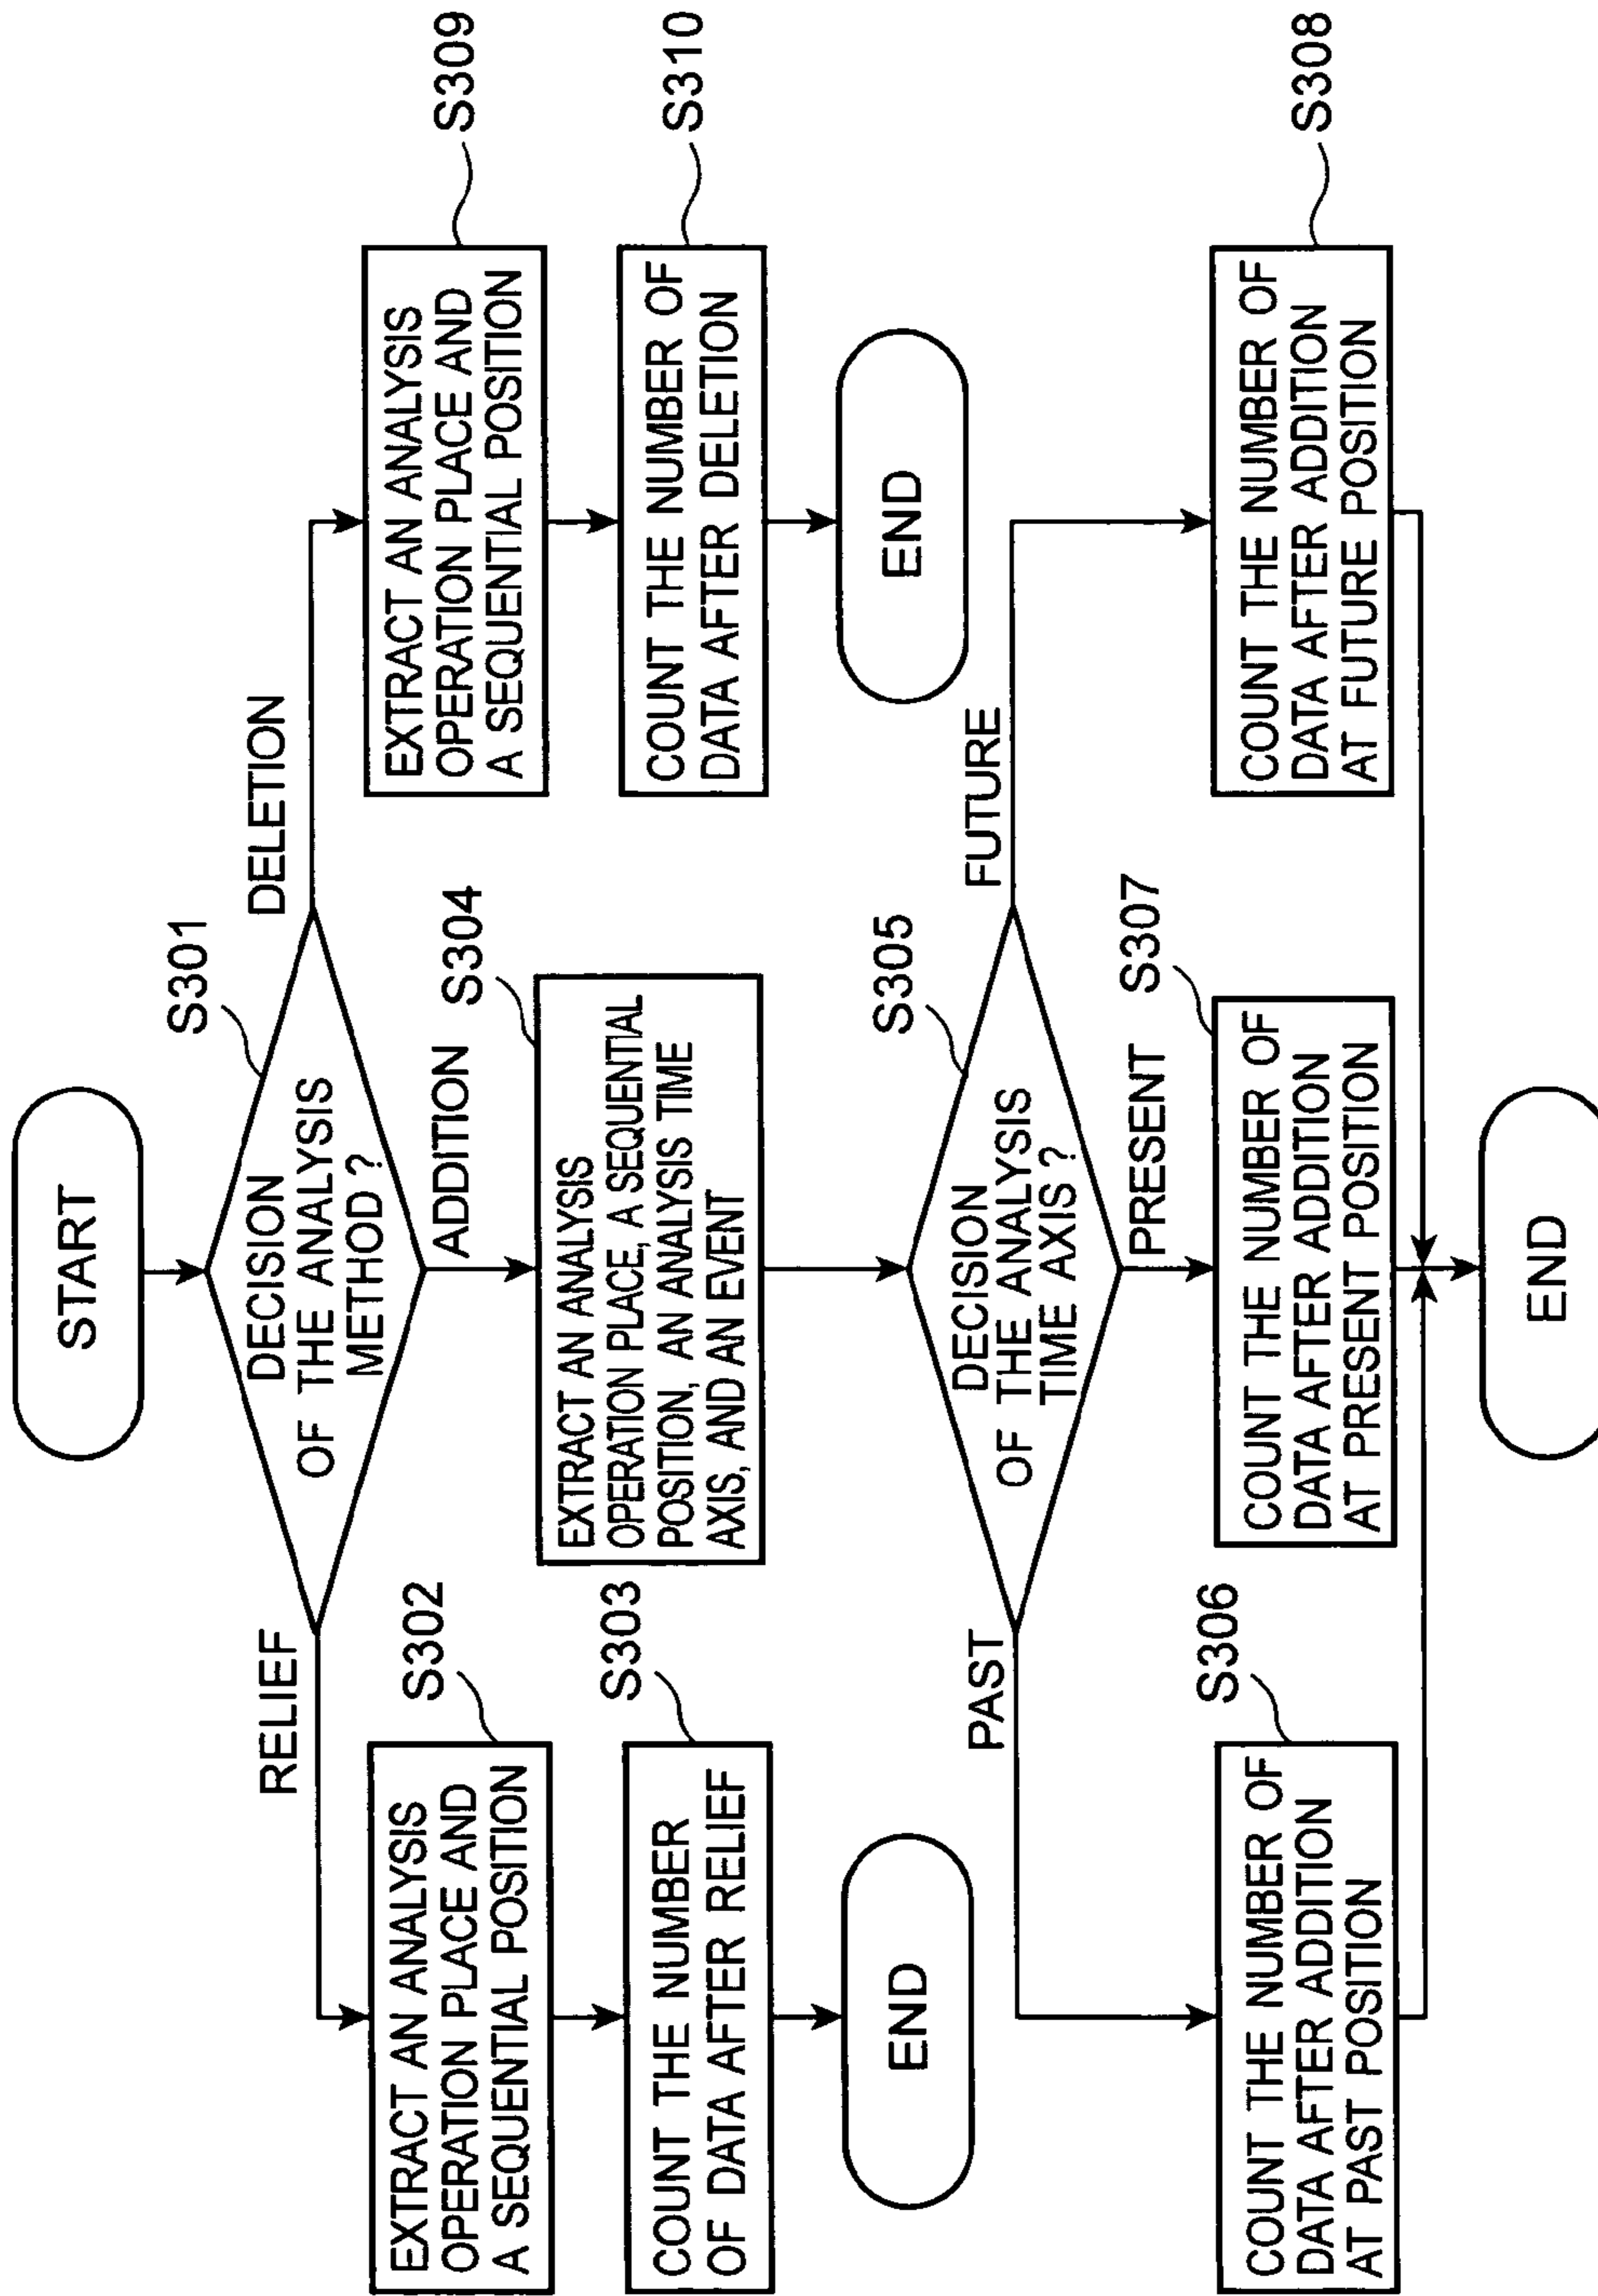 START
S301
DECISION
OF THE ANALYSIS
METHOD ?
RELIEF
ADDITION
DELETION
S302
EXTRACT AN ANALYSIS
OPERATION PLACE AND
A SEQUENTIAL POSITION
S303
COUNT THE NUMBER
OF DATA AFTER RELIEF
END
S304
EXTRACT AN ANALYSIS
OPERATION PLACE, A SEQUENTIAL
POSITION, AN ANALYSIS TIME
AXIS, AND AN EVENT
S309
EXTRACT AN ANALYSIS
OPERATION PLACE AND
A SEQUENTIAL POSITION
S310
COUNT THE NUMBER OF
DATA AFTER DELETION
END
S305
DECISION
OF THE ANALYSIS
TIME AXIS ?
PAST
PRESENT
FUTURE
S306
COUNT THE NUMBER OF
DATA AFTER ADDITION
AT PAST POSITION
S307
COUNT THE NUMBER OF
DATA AFTER ADDITION
AT PRESENT POSITION
S308
COUNT THE NUMBER OF
DATA AFTER ADDITION
AT FUTURE POSITION
END